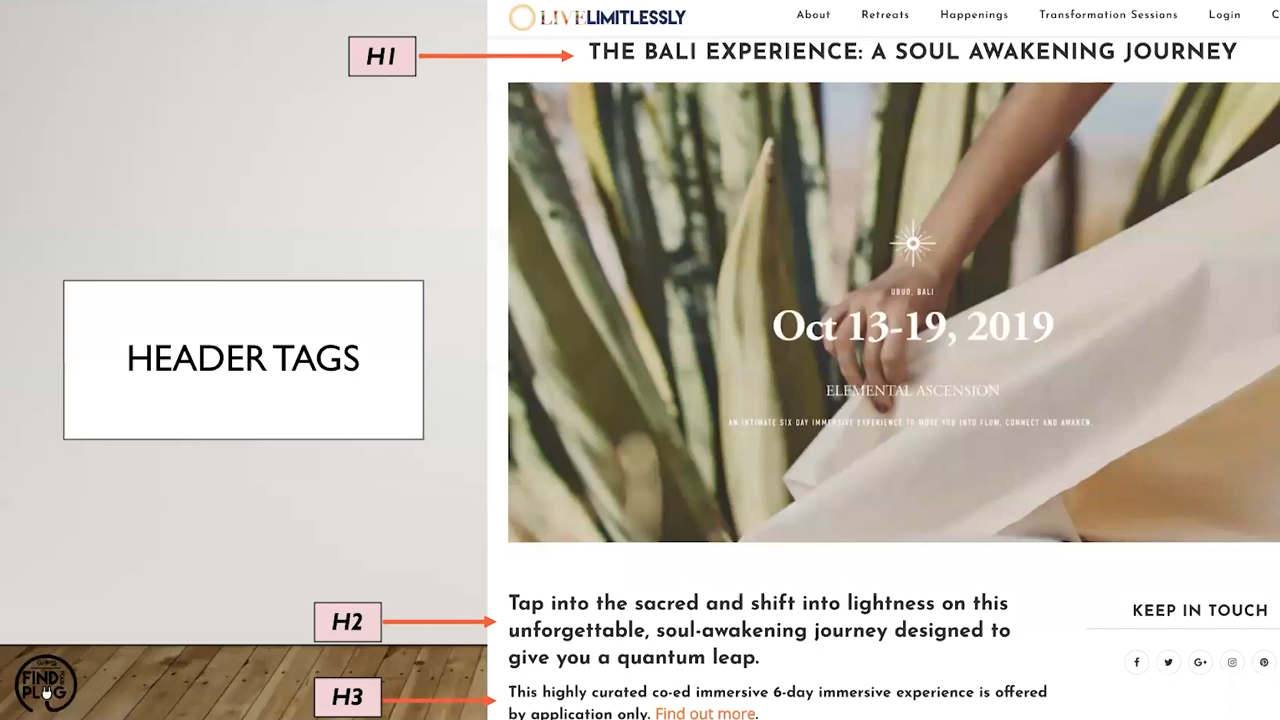 LIVELIMITLESSLY
About Retreats Happenings Transformation Sessions Login C
H1
THE BALI EXPERIENCE: A SOUL AWAKENING JOURNEY
UBUD, BALI
Oct 13-19, 2019
ELEMENTAL ASCENSION
AN INTIMATE SIX DAY IMMERSIVE EXPERIENCE TO MOVE YOU INTO FLOW, CONNECT AND AWAKEN.
HEADER TAGS
H2
Tap into the sacred and shift into lightness on this
unforgettable, soul-awakening journey designed to
give you a quantum leap.
KEEP IN TOUCH
H3
This highly curated co-ed immersive 6-day immersive experience is offered
by application only. Find out more.
FIND
PLUG